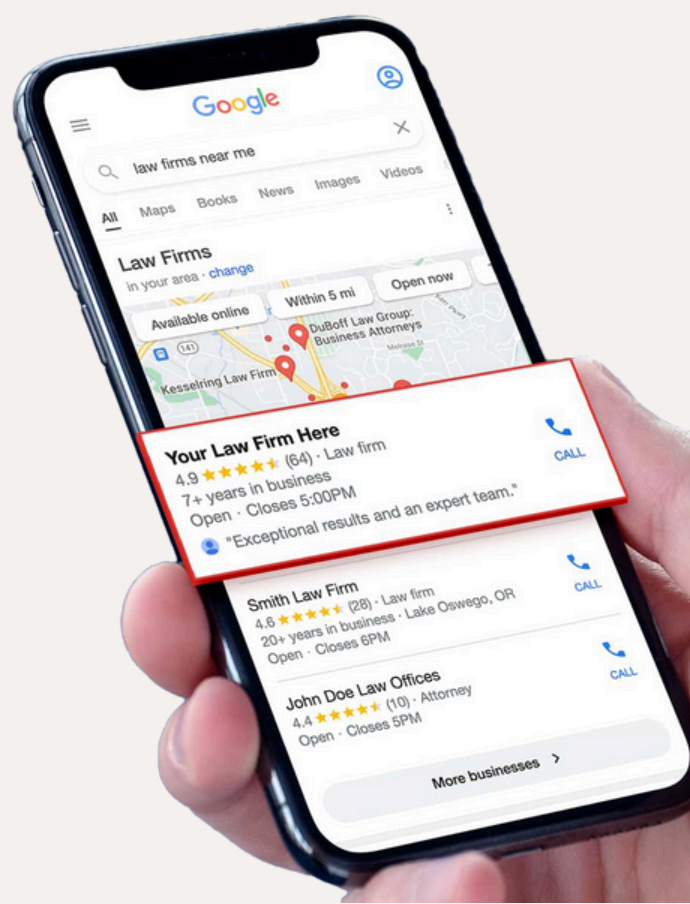 Google
law firms near me
All Maps Books News Images Videos
Law Firms
in your area · change
Available online Within 5 mi Open now
141
DuBoff Law Group:
Business Attorneys
Melrose St
Kesselring Law Firm
Your Law Firm Here
4.9 (64) · Law firm
7+ years in business
Open · Closes 5:00PM
CALL
"Exceptional results and an expert team."
Smith Law Firm
4.6 (28) · Law firm
20+ years in business · Lake Oswego, OR
Open · Closes 6PM
CALL
John Doe Law Offices
4.4 (10) · Attorney
Open · Closes 5PM
CALL
More businesses